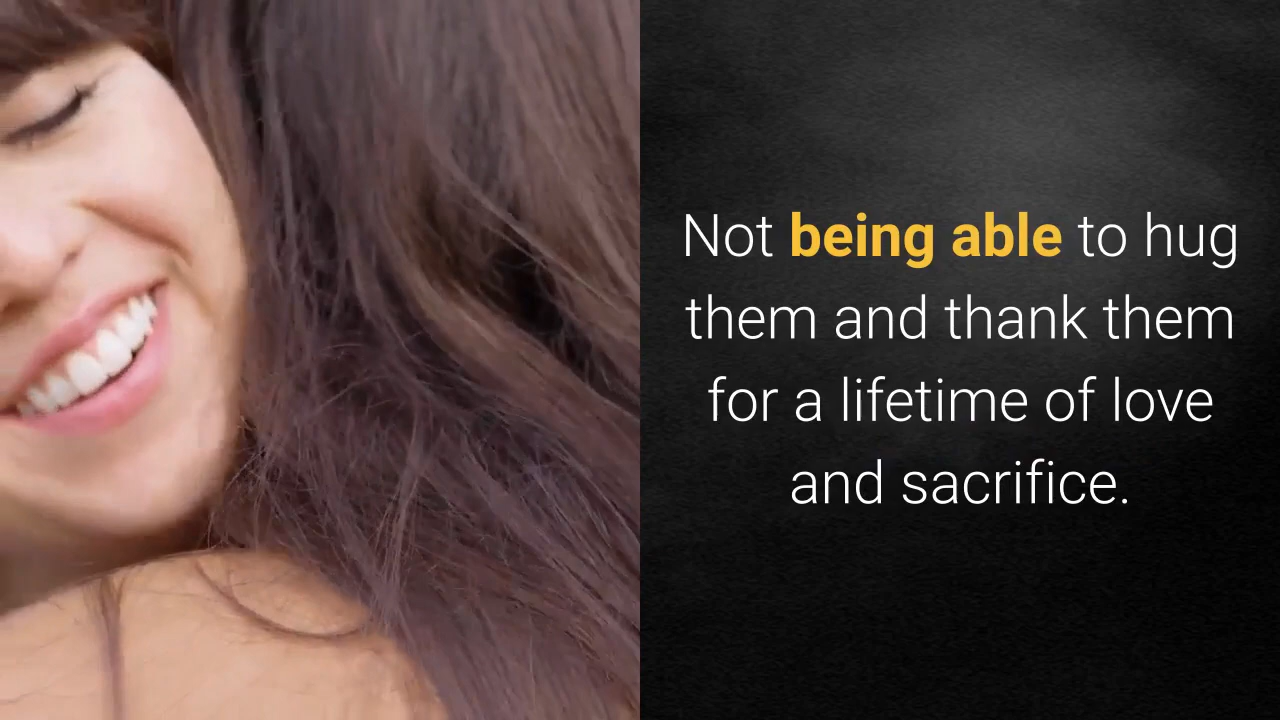 Not being able to hug
them and thank them
for a lifetime of love
and sacrifice.